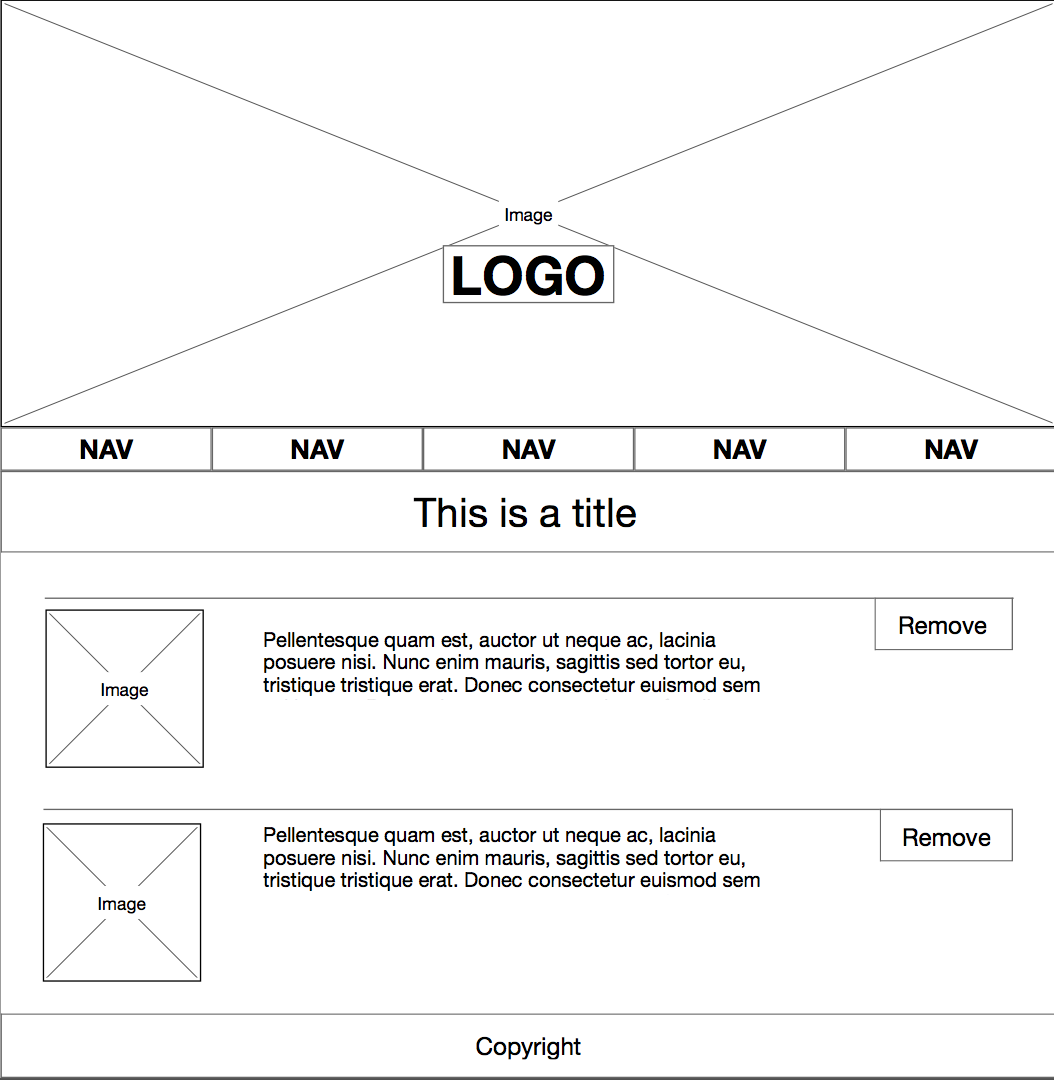 Image
LOGO
NAV NAV NAV NAV NAV
This is a title
Remove
Pellentesque quam est, auctor ut neque ac, lacinia
posuere nisi. Nunc enim mauris, sagittis sed tortor eu,
tristique tristique erat. Donec consectetur euismod sem
Image
Remove
Pellentesque quam est, auctor ut neque ac, lacinia
posuere nisi. Nunc enim mauris, sagittis sed tortor eu,
tristique tristique erat. Donec consectetur euismod sem
Image
Copyright